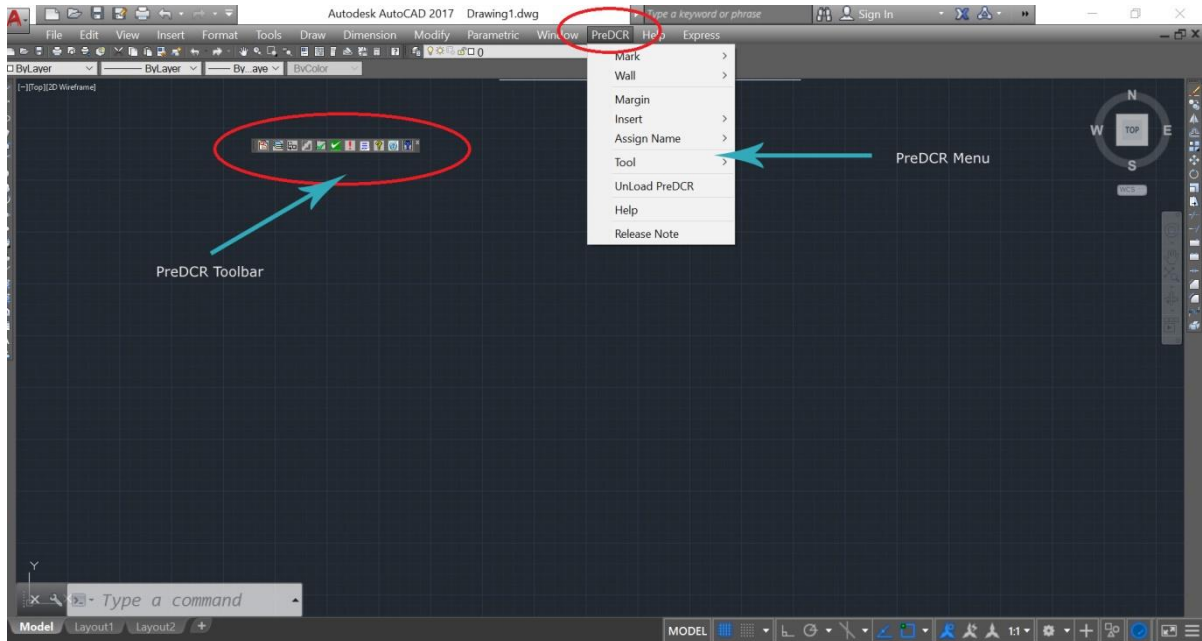 Autodesk AutoCAD 2017 Drawing1.dwg
Type a keyword or phrase
Sign In
File Edit View Insert Format Tools Draw Dimension Modify Parametric Window PreDCR Help Express
0
ByLayer ByLayer By...aye ByColor
[-][Top][2D Wireframe]
Mark
Wall
Margin
Insert
Assign Name
Tool
UnLoad PreDCR
Help
Release Note
PreDCR Menu
PreDCR Toolbar
N
W TOP E
S
WCS
Y
Type a command
Model Layout1 Layout2 +
MODEL 1:1